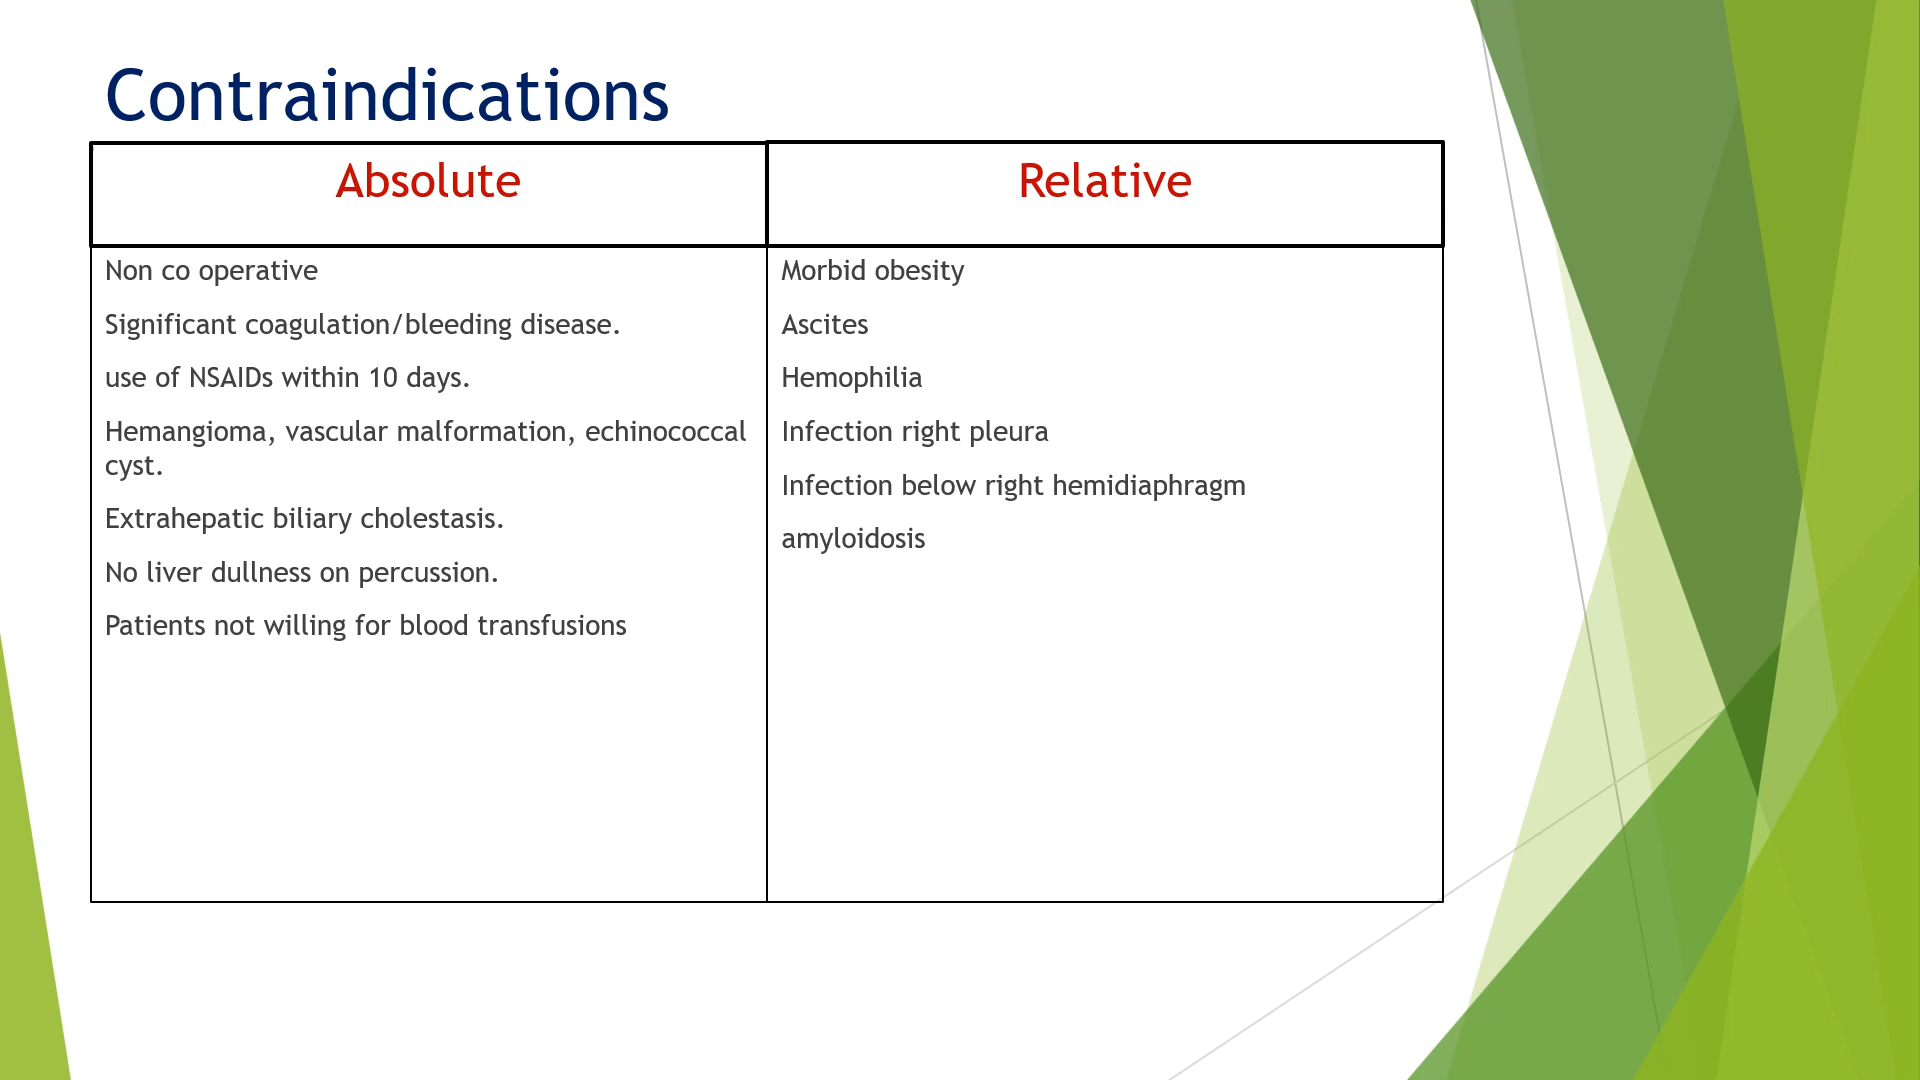 Contraindications
Absolute
Relative
Non co operative
Significant coagulation/bleeding disease.
use of NSAIDs within 10 days.
Hemangioma, vascular malformation, echinococcal
cyst.
Extrahepatic biliary cholestasis.
No liver dullness on percussion.
Patients not willing for blood transfusions
Morbid obesity
Ascites
Hemophilia
Infection right pleura
Infection below right hemidiaphragm
amyloidosis